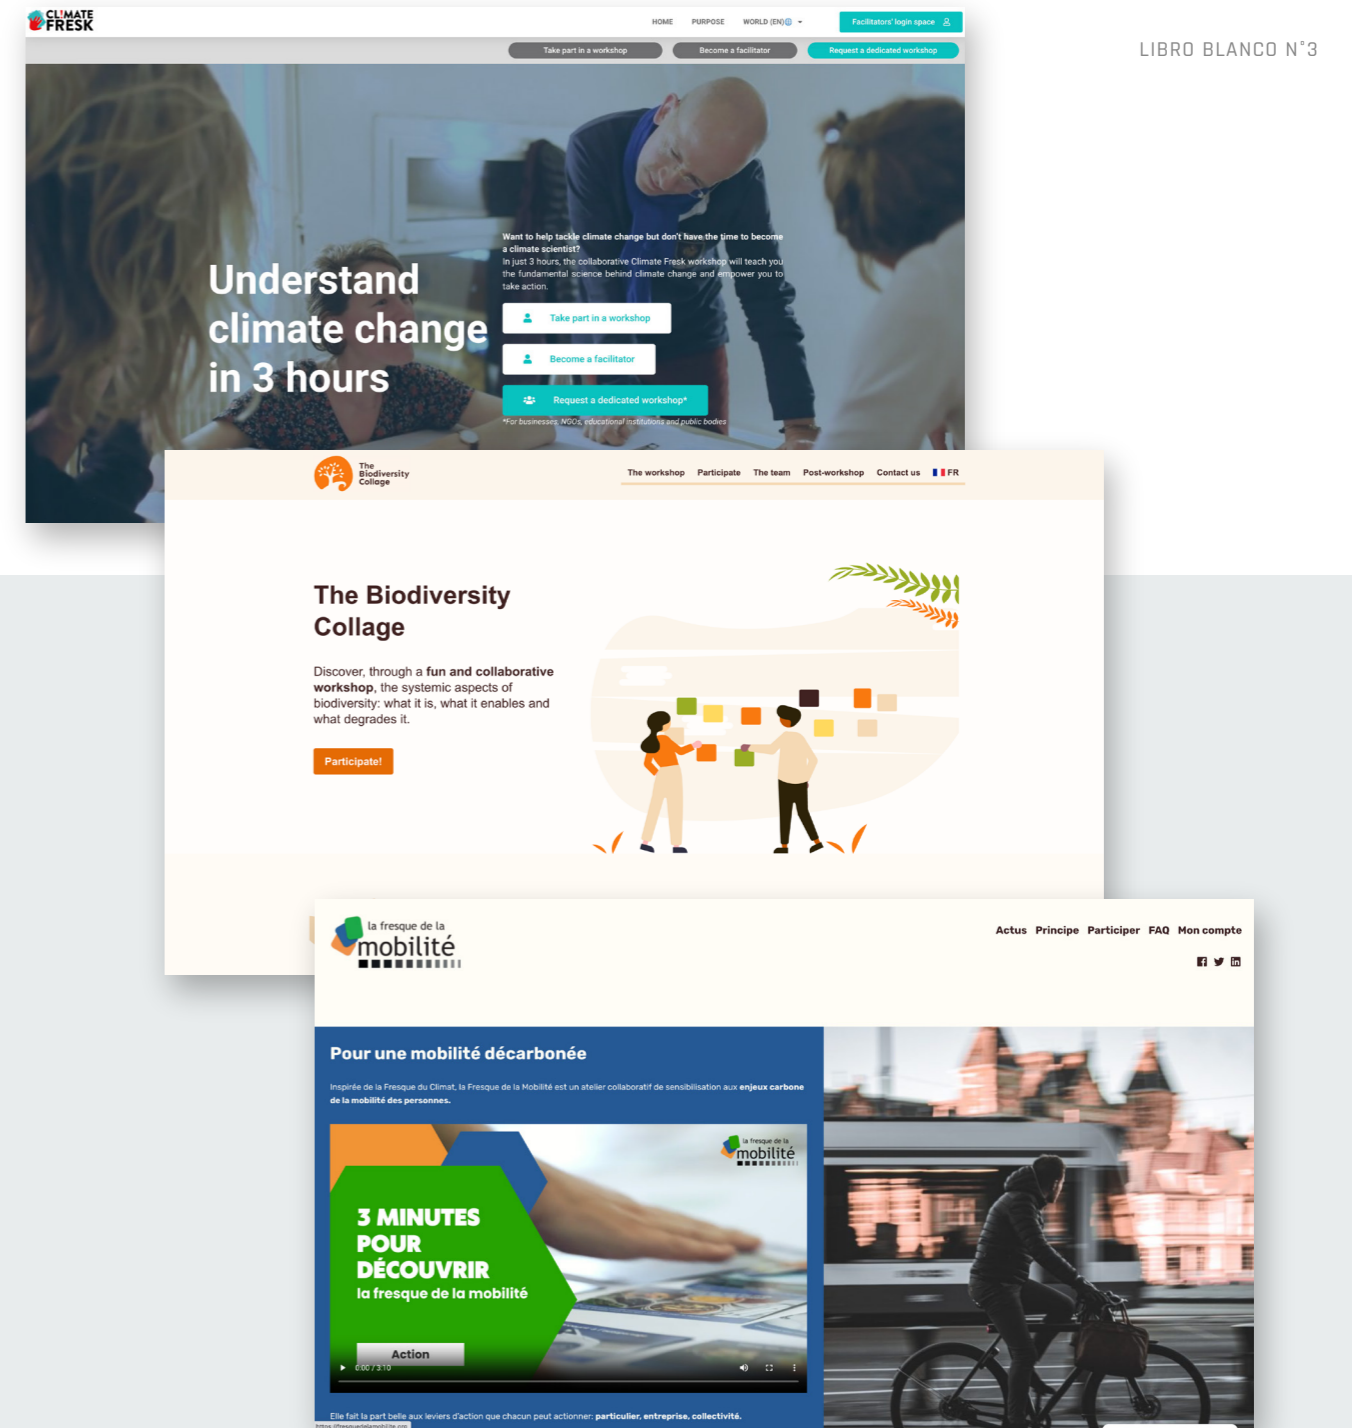 CLIMATE
FRESK
HOME PURPOSE WORLD (EN) Facilitators' login space
LIBRO BLANCO N°3
Take part in a workshop Become a facilitator Request a dedicated workshop
Understand
climate change
in 3 hours
Want to help tackle climate change but don't have the time to become
a climate scientist?
In just 3 hours, the collaborative Climate Fresk workshop will teach you
the fundamental science behind climate change and empower you to
take action.
Take part in a workshop
Become a facilitator
Request a dedicated workshop*
*For businesses, NGOs, educational institutions and public bodies
The
Biodiversity
Collage
The workshop Participate The team Post-workshop Contact us FR
The Biodiversity
Collage
Discover, through a fun and collaborative
workshop, the systemic aspects of
biodiversity: what it is, what it enables and
what degrades it.
Participate!
la fresque de la
mobilité
Actus Principe Participer FAQ Mon compte
Pour une mobilité décarbonée
Inspirée de la Fresque du Climat, la Fresque de la Mobilité est un atelier collaboratif de sensibilisation aux enjeux carbone
de la mobilité des personnes.
la fresque de la
mobilité
3 MINUTES
POUR
DÉCOUVRIR
la fresque de la mobilité
Action
0:00 / 3:10
Elle fait la part belle aux leviers d'action que chacun peut actionner: particulier, entreprise, collectivité.
https://fresquedelamobilite.org